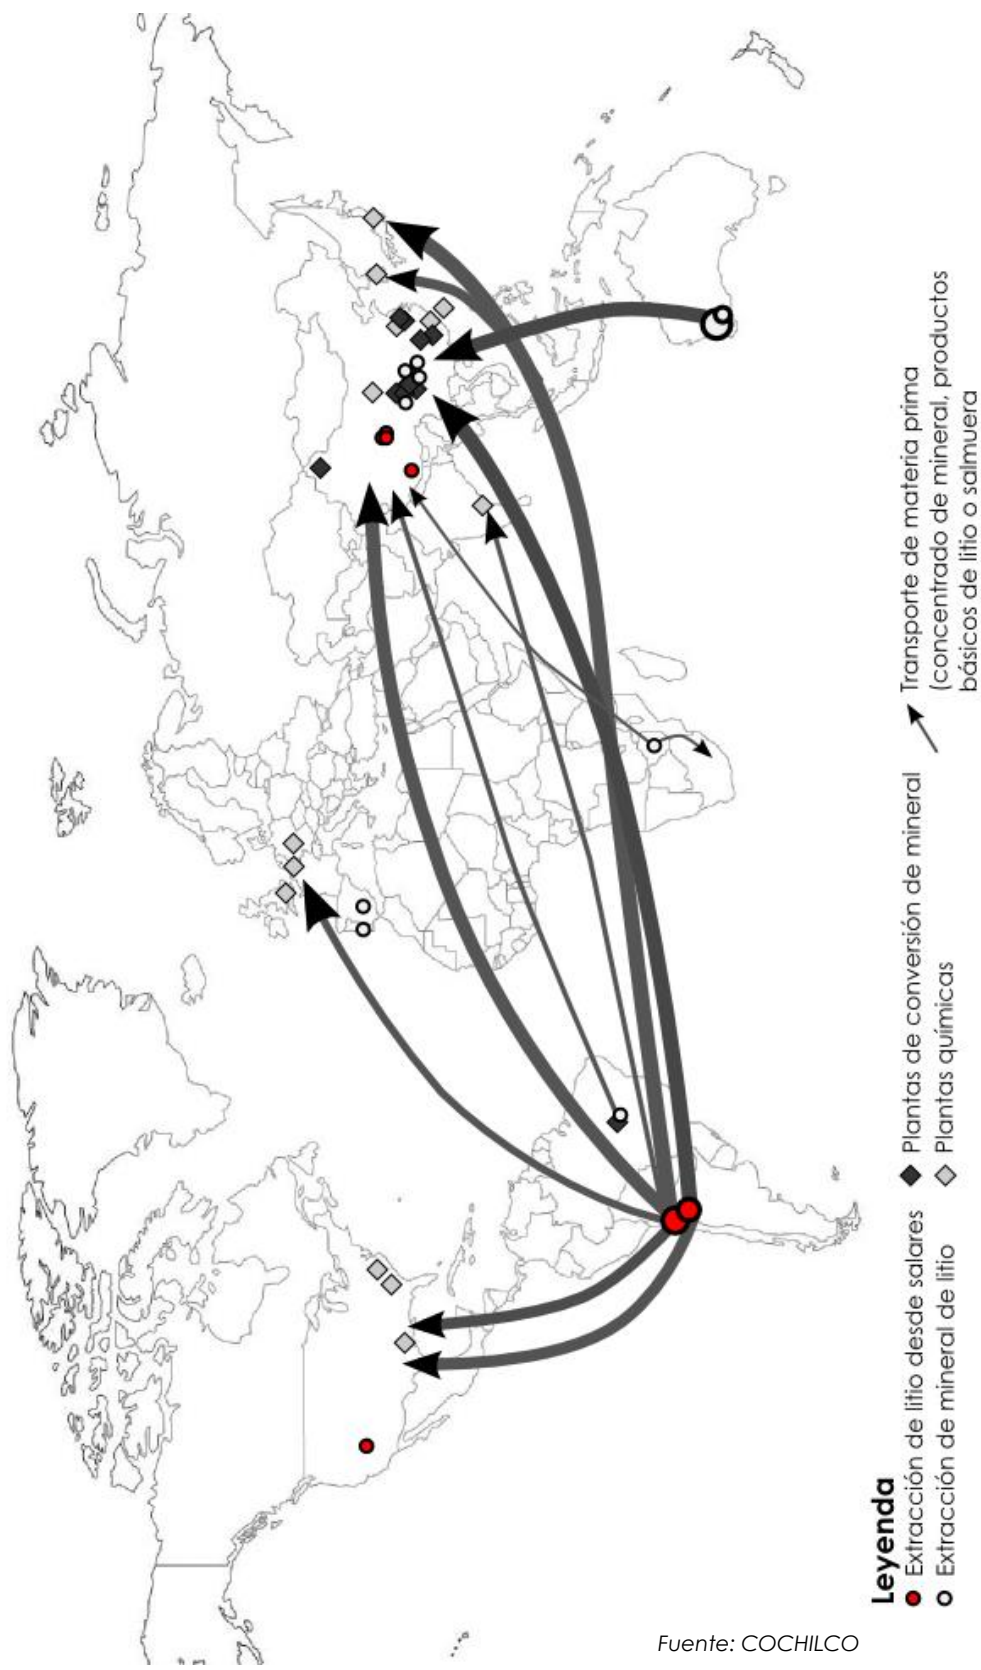 Leyenda
Extracción de litio desde salares
Extracción de mineral de litio
Plantas de conversión de mineral
Plantas químicas
Transporte de materia prima
(concentrado de mineral, productos
básicos de litio o salmuera
Fuente: COCHILCO